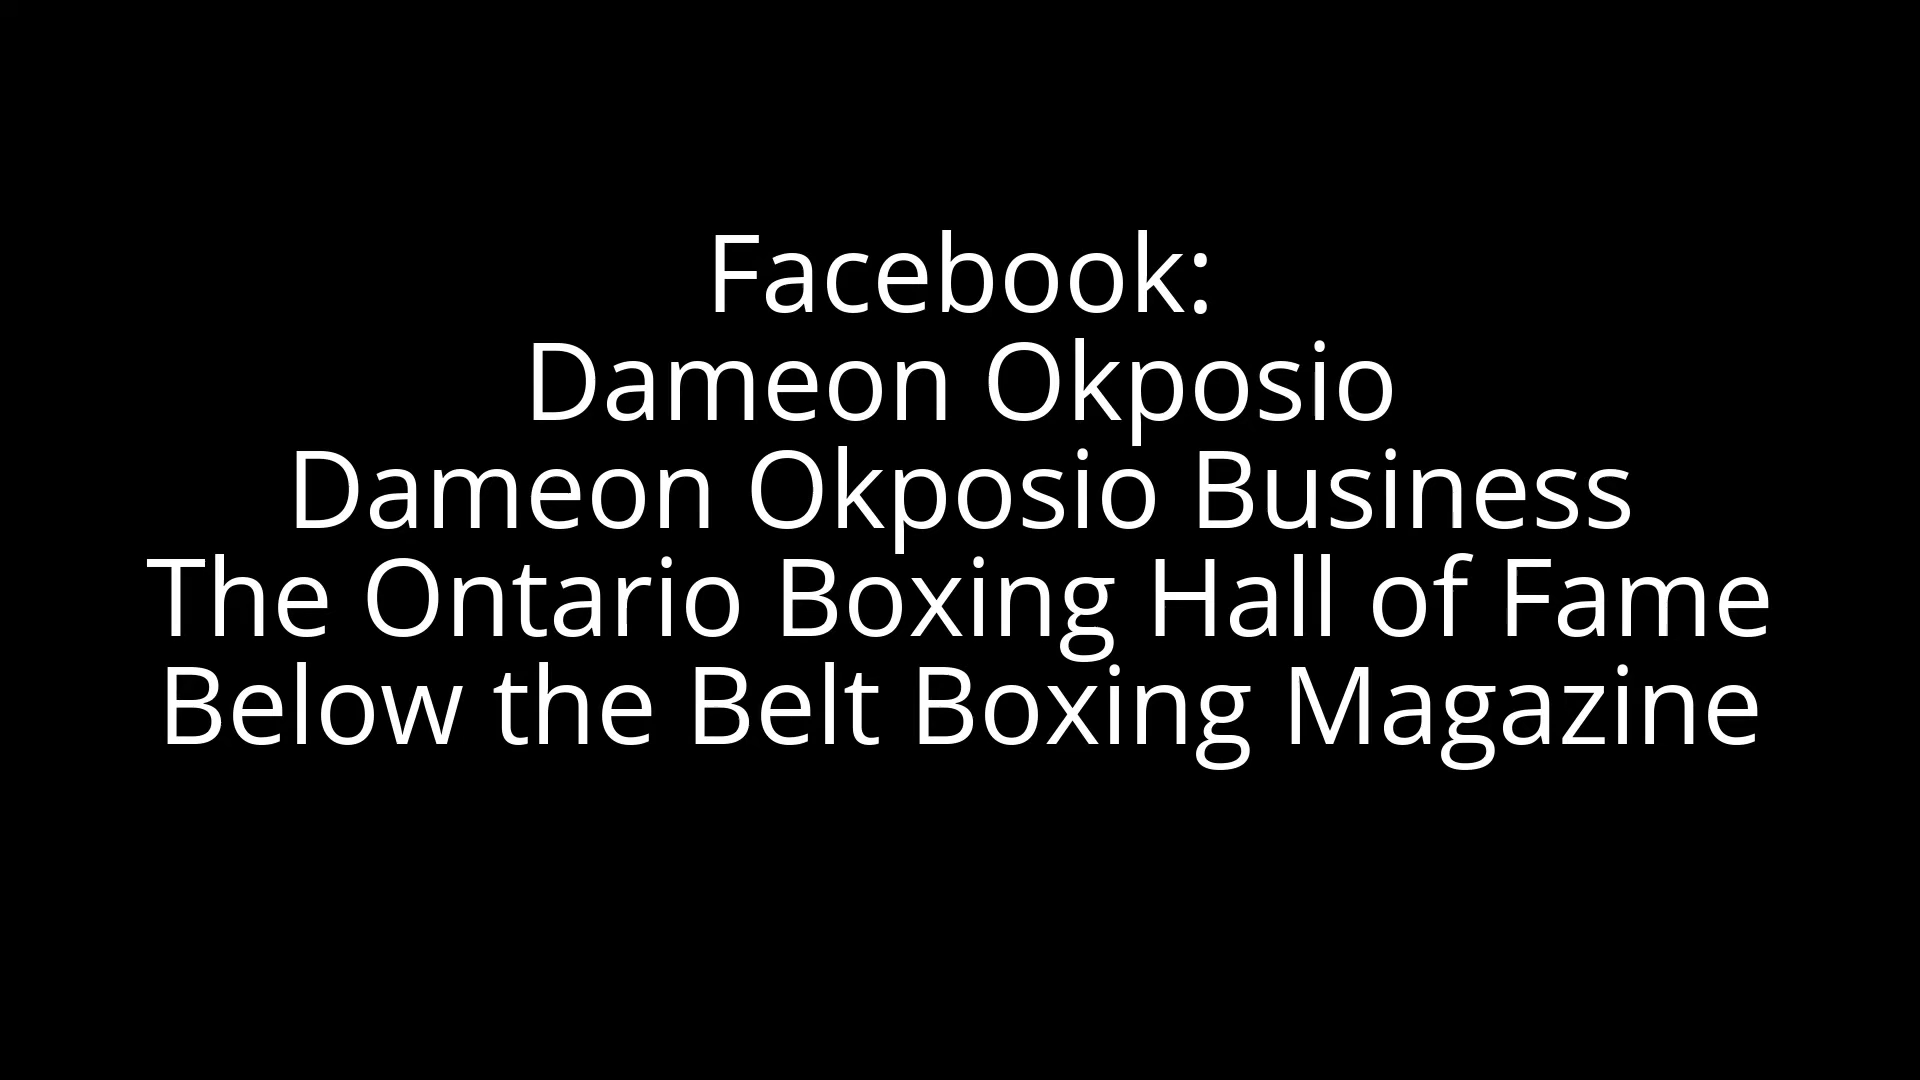 Facebook:
Dameon Okposio
Dameon Okposio Business
The Ontario Boxing Hall of Fame
Below the Belt Boxing Magazine